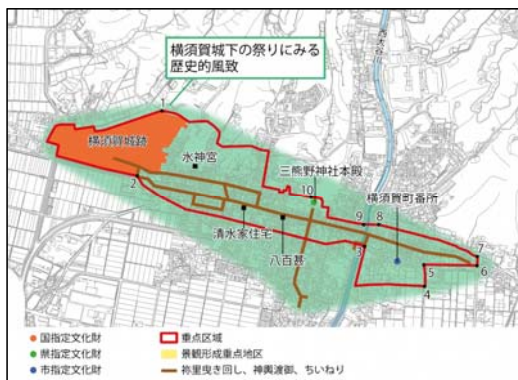 横須賀城下の祭りにみる
歴史的風致
西大谷川
1
横須賀城跡
水神宮
三熊野神社本殿
10
横須賀町番所
2
9
8
清水家住宅
3
7
八百甚
5
6
4
国指定文化財
重点区域
県指定文化財
景観形成重点地区
市指定文化財
祢里曳き回し、神輿渡御、ちいねり